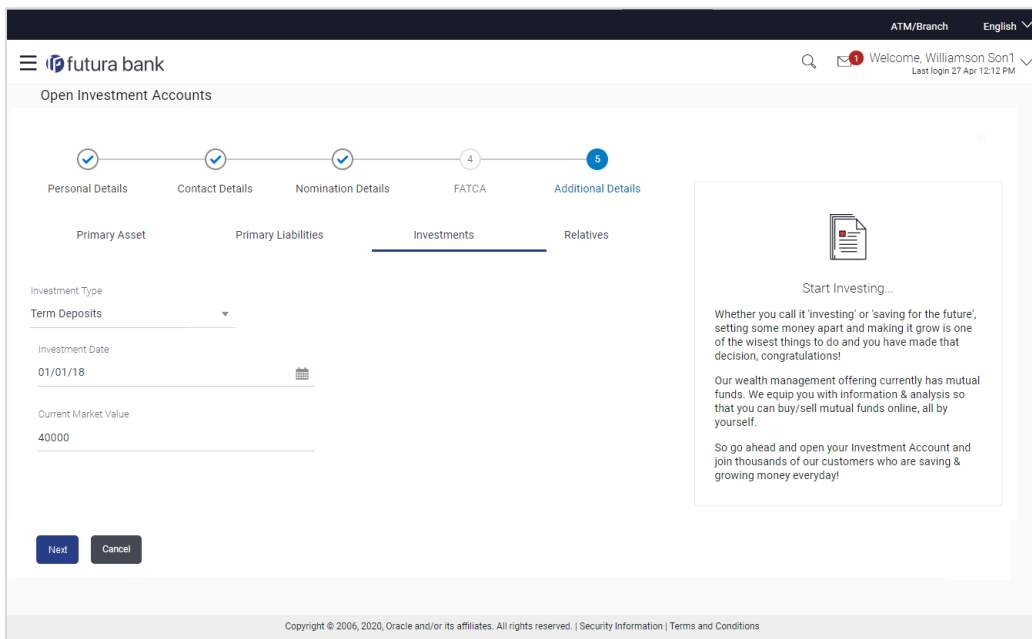 ATM/Branch English
futura bank
1 Welcome, Williamson Son1
Last login 27 Apr 12:12 PM
Open Investment Accounts
4 5
Personal Details Contact Details Nomination Details FATCA Additional Details
Primary Asset Primary Liabilities Investments Relatives
Investment Type
Term Deposits
Investment Date
01/01/18
Current Market Value
40000
Start Investing...
Whether you call it 'investing' or 'saving for the future',
setting some money apart and making it grow is one
of the wisest things to do and you have made that
decision, congratulations!
Our wealth management offering currently has mutual
funds. We equip you with information & analysis so
that you can buy/sell mutual funds online, all by
yourself.
So go ahead and open your Investment Account and
join thousands of our customers who are saving &
growing money everyday!
Next Cancel
Copyright © 2006, 2020, Oracle and/or its affiliates. All rights reserved. | Security Information | Terms and Conditions